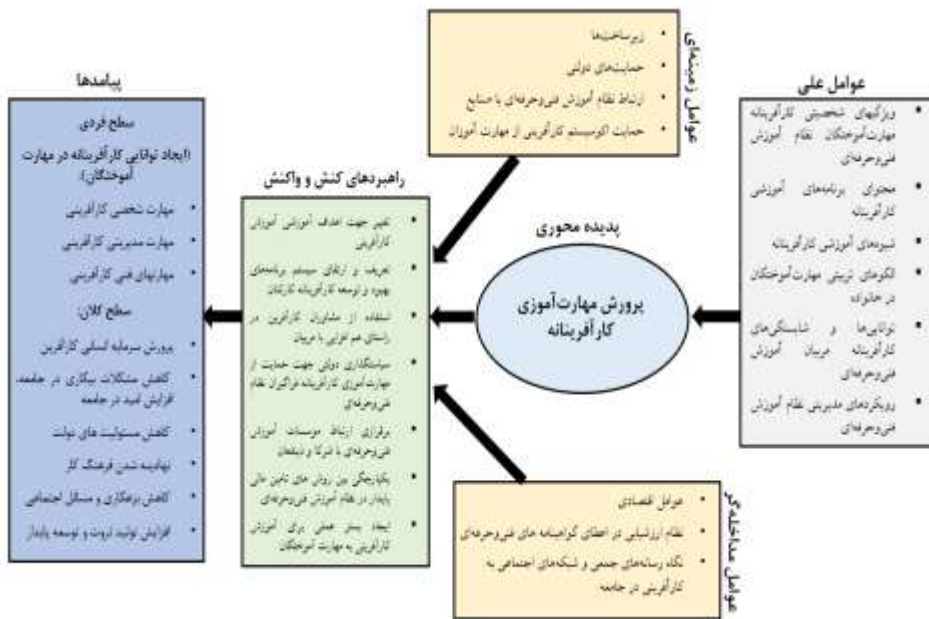 عوامل علی
ویژگیهای شخصیتی کارآفرینانه
مهارت‌آموختگان نظام آموزش
فنی‌وحرفه‌ای
محتوای برنامه‌های آموزشی
کارآفرینانه
شیوه‌های آموزشی کارآفرینانه
الگوهای تربیتی مهارت‌آموختگان
در خانواده
توانایی‌ها و شایستگی‌های
کارآفرینانه مربیان آموزش
فنی‌وحرفه‌ای
رویکردهای مدیریتی نظام آموزش
فنی‌وحرفه‌ای
عوامل زمینه‌ای
زیرساخت‌ها
حمایت‌های دولتی
ارتباط نظام آموزش فنی‌وحرفه‌ای با صنایع
حمایت اکوسیستم کارآفرینی از مهارت آموزان
پدیده محوری
پرورش مهارت‌آموزی
کارآفرینانه
عوامل مداخله‌گر
عوامل اقتصادی
نظام ارزشیابی در اعطای گواهینامه های فنی‌وحرفه‌ای
نگاه رسانه‌های جمعی و شبکه‌های اجتماعی به
کارآفرینی در جامعه
راهبردهای کنش و واکنش
تغییر جهت اهداف آموزشی آموزش
کارآفرینی
تعریف و ارتقای سیستم برنامه‌های
بهبود و توسعه کارآفرینانه کارکنان
استفاده از مشاوران کارآفرین در
راستای هم افزایی با مربیان
سیاستگذاری دولتی جهت حمایت از
مهارت‌آموزی کارآفرینانه فراگیران نظام
فنی‌وحرفه‌ای
برقراری ارتباط موسسات آموزش
فنی‌وحرفه‌ای با شرکا و ذینفعان
یکپارچگی بین روش های تامین مالی
پایدار در نظام آموزش فنی‌وحرفه‌ای
ایجاد بستر عملی برای آموزش
کارآفرینی به مهارت آموختگان
پیامدها
سطح فردی
(ایجاد توانایی کارآفرینانه در مهارت
آموختگان):
مهارت شخصی کارآفرینی
مهارت مدیریتی کارآفرینی
مهارتهای فنی کارآفرینی
سطح کلان:
پرورش سرمایه انسانی کارآفرین
کاهش مشکلات بیکاری در جامعه،
افزایش امید در جامعه
کاهش مسئولیت های دولت
نهادینه شدن فرهنگ کار
کاهش بزهکاری و مسائل اجتماعی
افزایش تولید ثروت و توسعه پایدار